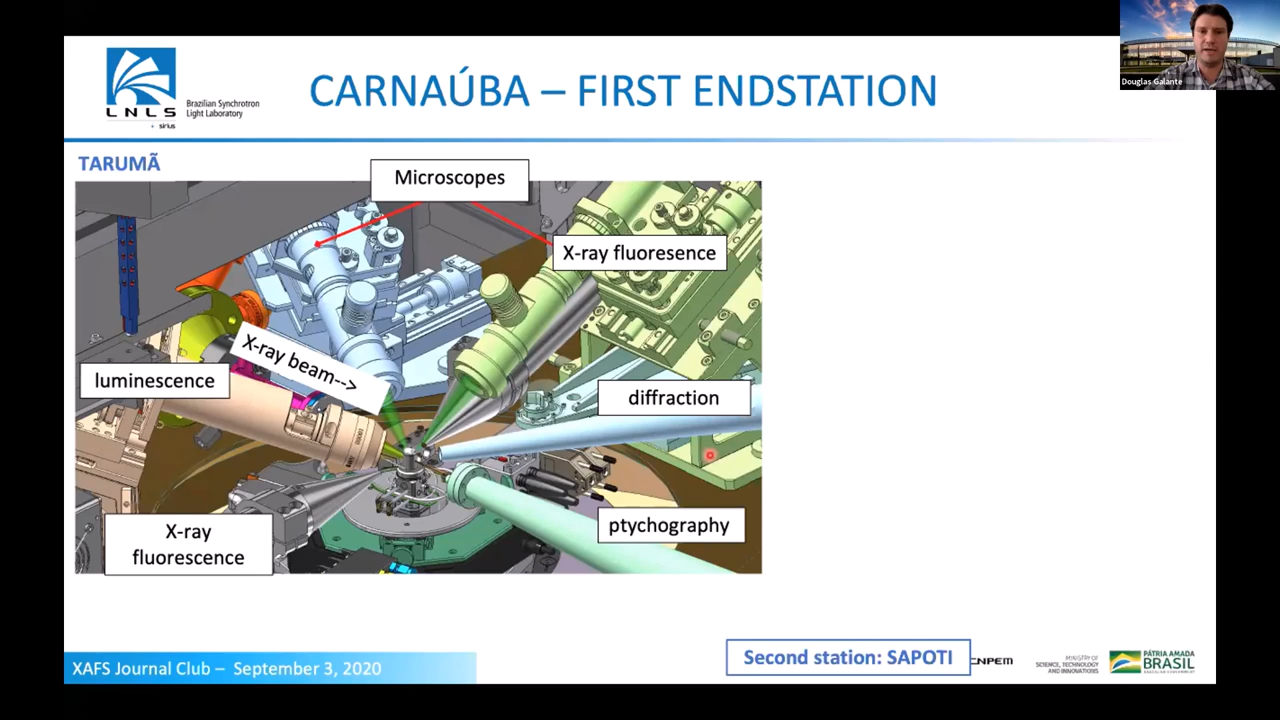 Douglas Galante
LNLS
+ sirius
Brazilian Synchrotron
Light Laboratory
CARNAÚBA – FIRST ENDSTATION
TARUMÃ
Microscopes
X-ray fluoresence
X-ray beam-->
luminescence
diffraction
X-ray
fluorescence
ptychography
XAFS Journal Club – September 3, 2020
Second station: SAPOTI
CNPEM
MINISTRY OF
SCIENCE, TECHNOLOGY
AND INNOVATIONS
PÁTRIA AMADA
BRASIL